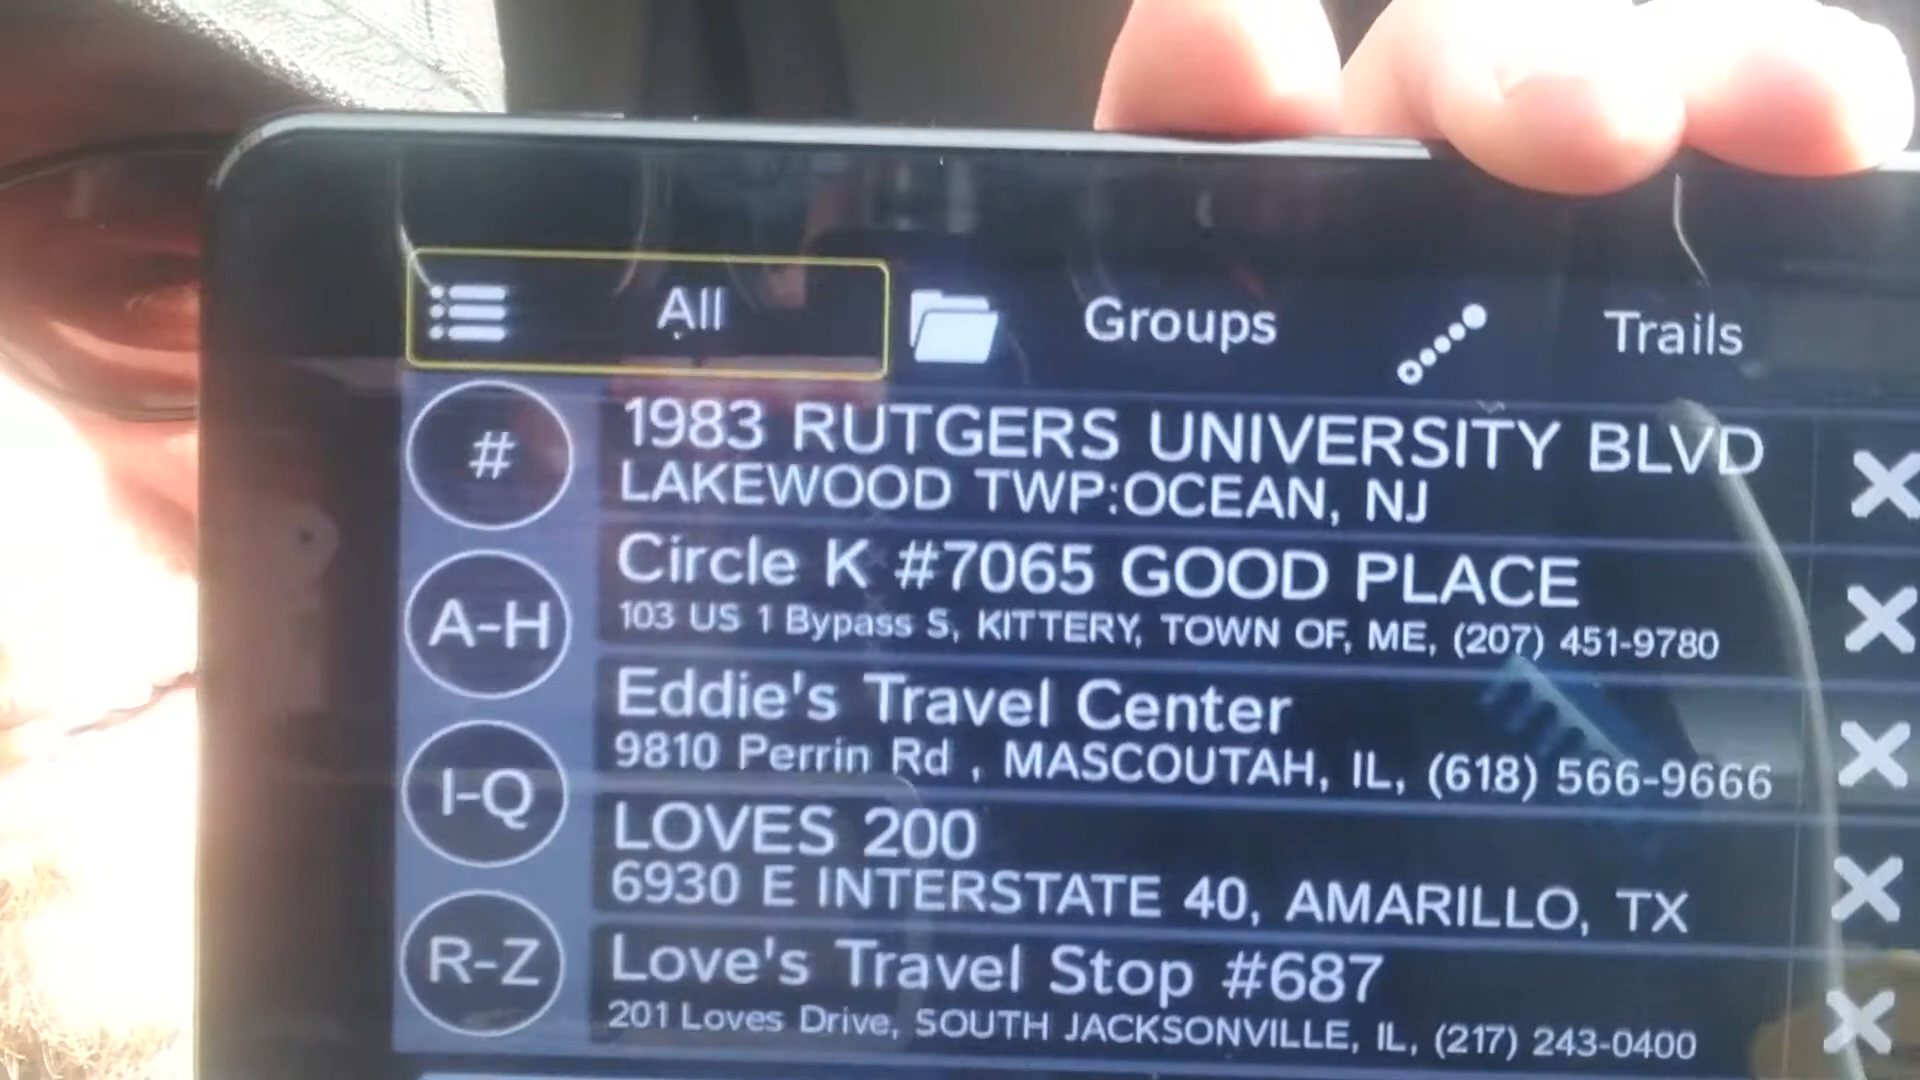 All Groups Trails
#
1983 RUTGERS UNIVERSITY BLVD
LAKEWOOD TWP:OCEAN, NJ
A-H
Circle K #7065 GOOD PLACE
103 US 1 Bypass S, KITTERY, TOWN OF, ME, (207) 451-9780
Eddie's Travel Center
9810 Perrin Rd , MASCOUTAH, IL, (618) 566-9666
I-Q
LOVES 200
6930 E INTERSTATE 40, AMARILLO, TX
R-Z
Love's Travel Stop #687
201 Loves Drive, SOUTH JACKSONVILLE, IL, (217) 243-0400